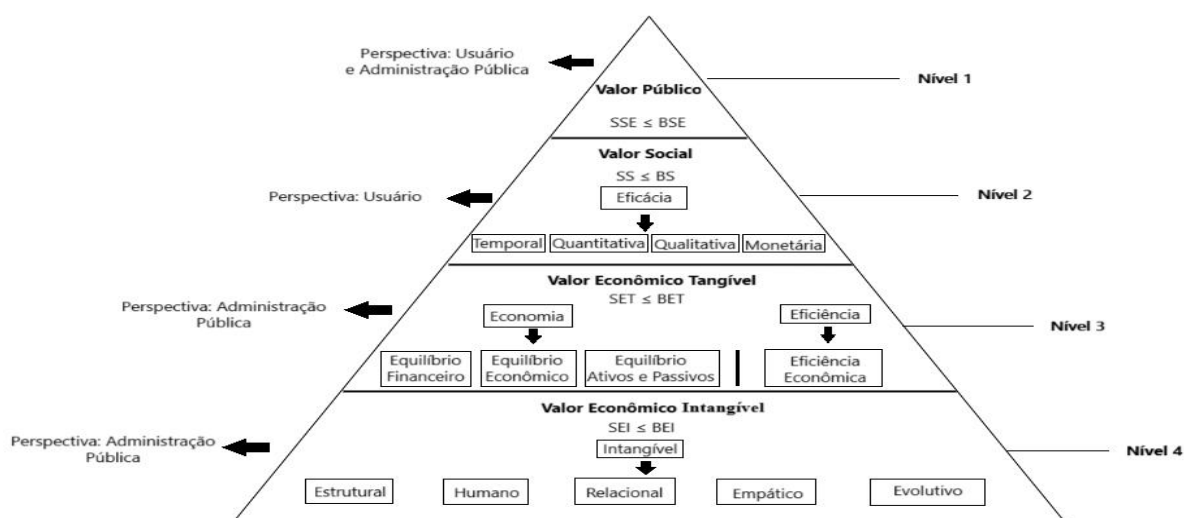 Perspectiva: Usuário
e Administração Pública
Nível 1
Valor Público
SSE ≤ BSE
Valor Social
SS ≤ BS
Perspectiva: Usuário
Eficácia
Nível 2
Temporal Quantitativa Qualitativa Monetária
Valor Econômico Tangível
SET ≤ BET
Perspectiva: Administração
Pública
Economia Eficiência
Nível 3
Equilíbrio Financeiro
Equilíbrio Econômico
Equilíbrio Ativos e Passivos
Eficiência Econômica
Valor Econômico Intangível
SEI ≤ BEI
Perspectiva: Administração
Pública
Intangível
Nível 4
Estrutural Humano Relacional Empático Evolutivo